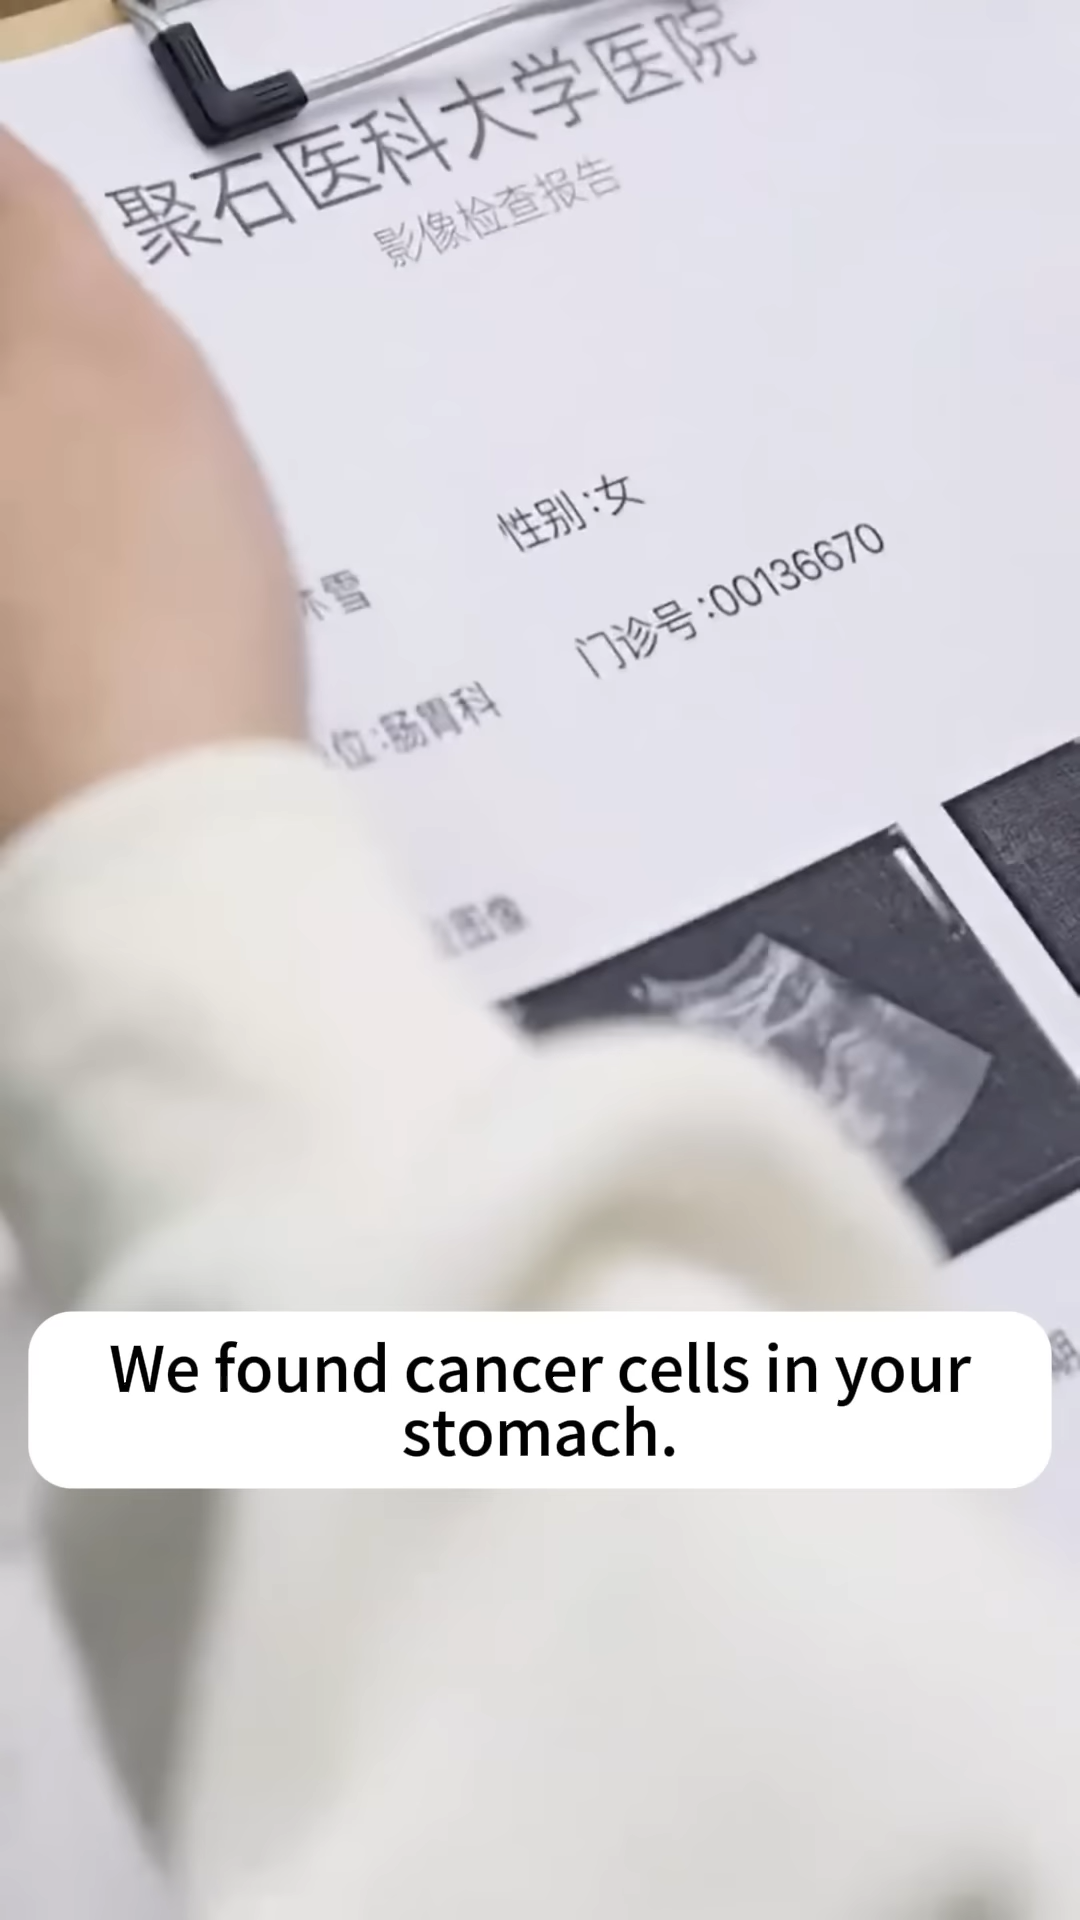 聚石医科大学医院
影像检查报告
性别:女
雪
门诊号:00136670
位:肠胃科
图像
We found cancer cells in your
stomach.